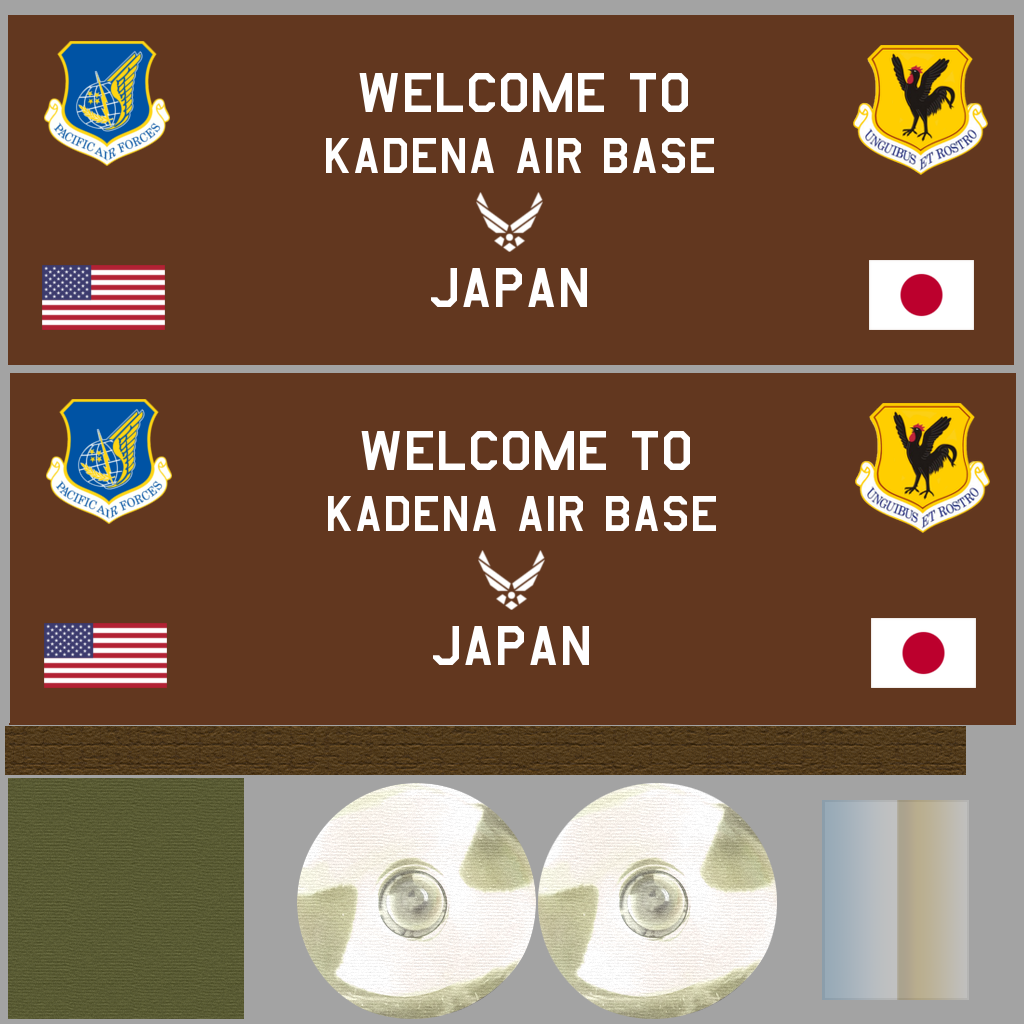 WELCOME TO
KADENA AIR BASE
JAPAN
PACIFIC AIR FORCES
UNGUIBUS ET ROSTRO
WELCOME TO
KADENA AIR BASE
JAPAN
PACIFIC AIR FORCES
UNGUIBUS ET ROSTRO